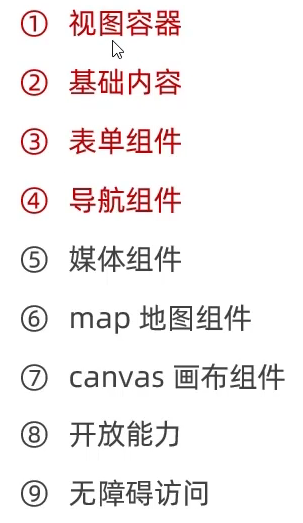 ① 视图容器
② 基础内容
③ 表单组件
④ 导航组件
⑤ 媒体组件
⑥ map 地图组件
⑦ canvas 画布组件
⑧ 开放能力
⑨ 无障碍访问